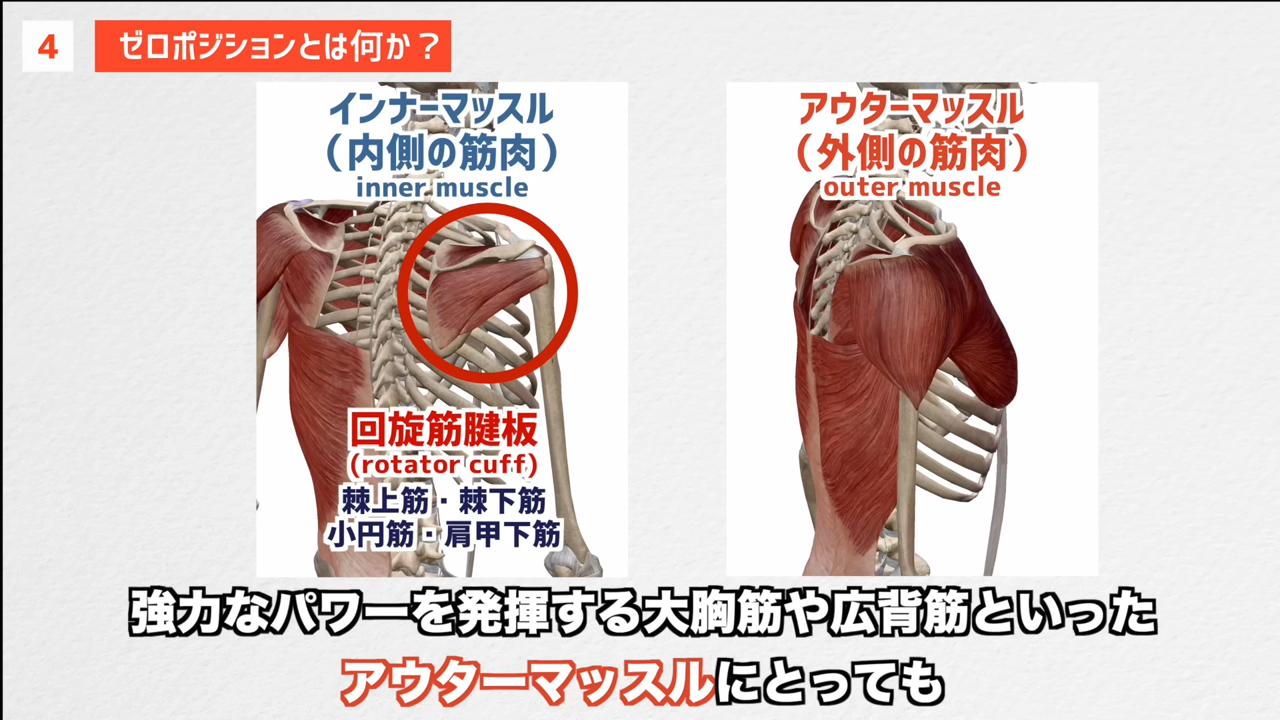 4
ゼロポジションとは何か？
インナーマッスル
（内側の筋肉）
inner muscle
回旋筋腱板
(rotator cuff)
棘上筋・棘下筋
小円筋・肩甲下筋
アウターマッスル
（外側の筋肉）
outer muscle
強力なパワーを発揮する大胸筋や広背筋といった
アウターマッスルにとっても